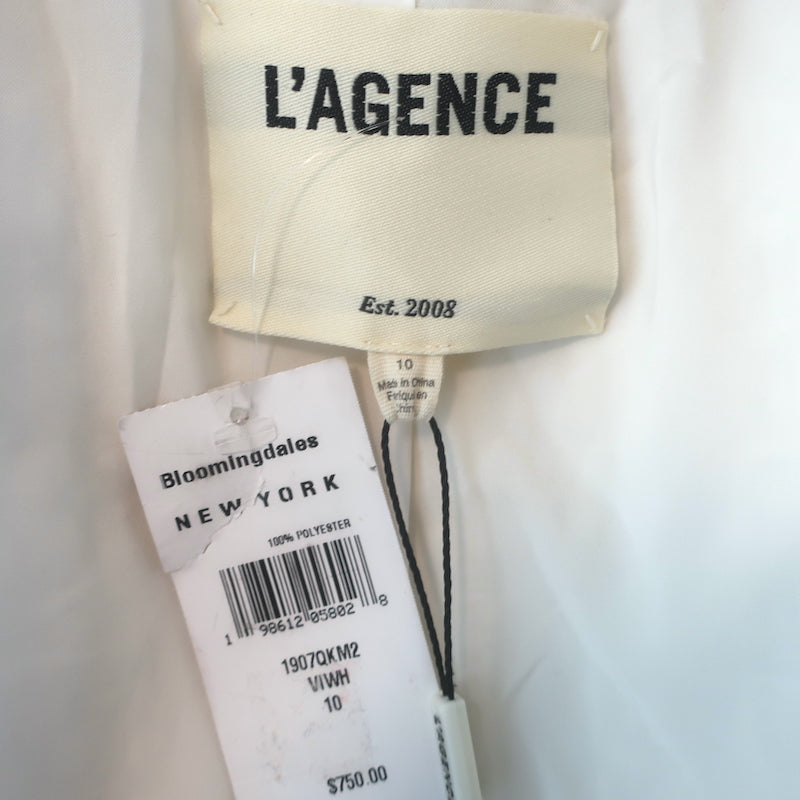 L'AGENCE
Est. 2008
10
Made in China
Bloomingdales
NEW YORK
100% POLYESTER
1 98612 05802 8
1907QKM2
VIWH
10
$750.00
L'AGENCE